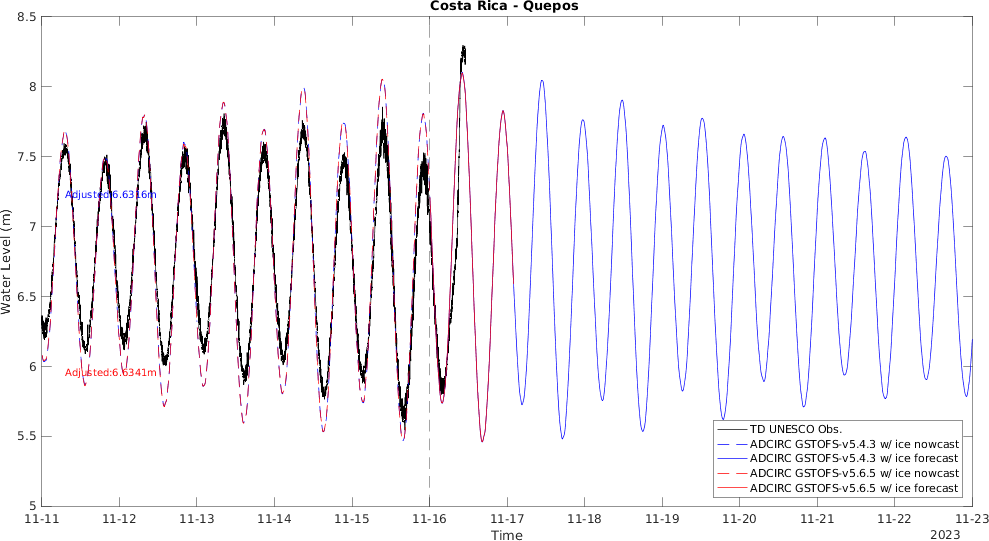 Costa Rica - Quepos
8.5
8
7.5
7
6.5
6
5.5
5
Water Level (m)
Adjusted:6.6316m
Adjusted:6.6341m
TD UNESCO Obs.
ADCIRC GSTOFS-v5.4.3 w/ ice nowcast
ADCIRC GSTOFS-v5.4.3 w/ ice forecast
ADCIRC GSTOFS-v5.6.5 w/ ice nowcast
ADCIRC GSTOFS-v5.6.5 w/ ice forecast
11-11 11-12 11-13 11-14 11-15 11-16 11-17 11-18 11-19 11-20 11-21 11-22 11-23
Time
2023